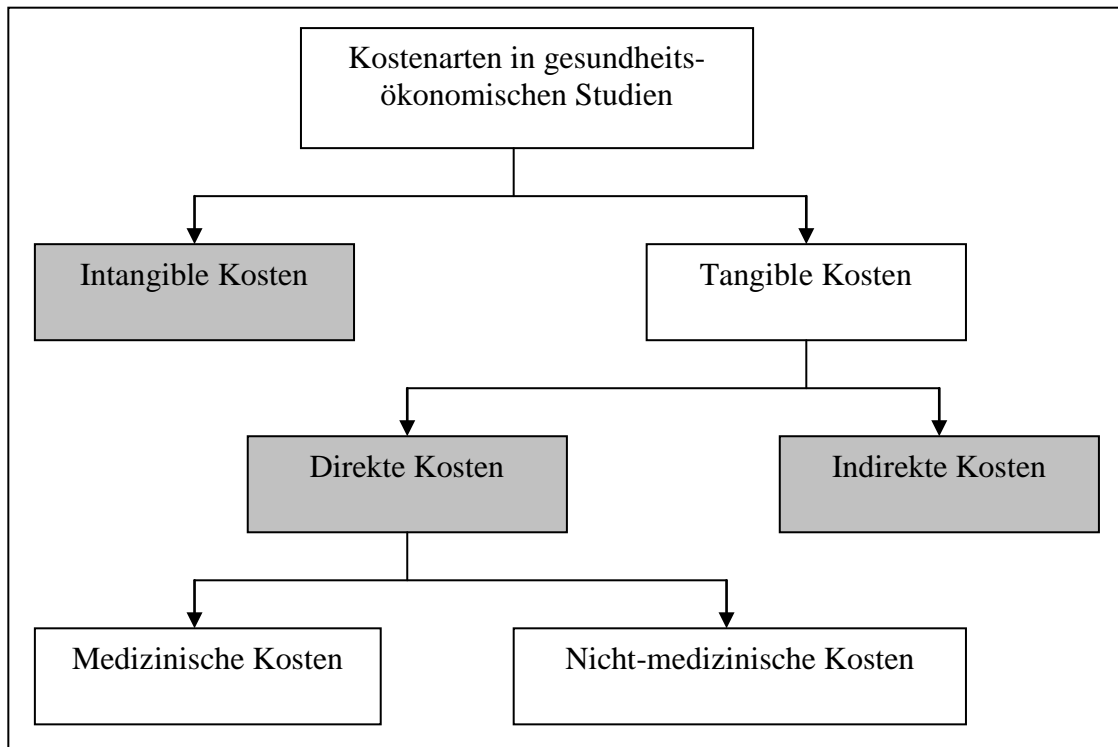 Kostenarten in gesundheits-
ökonomischen Studien
Intangible Kosten
Tangible Kosten
Direkte Kosten
Indirekte Kosten
Medizinische Kosten
Nicht-medizinische Kosten